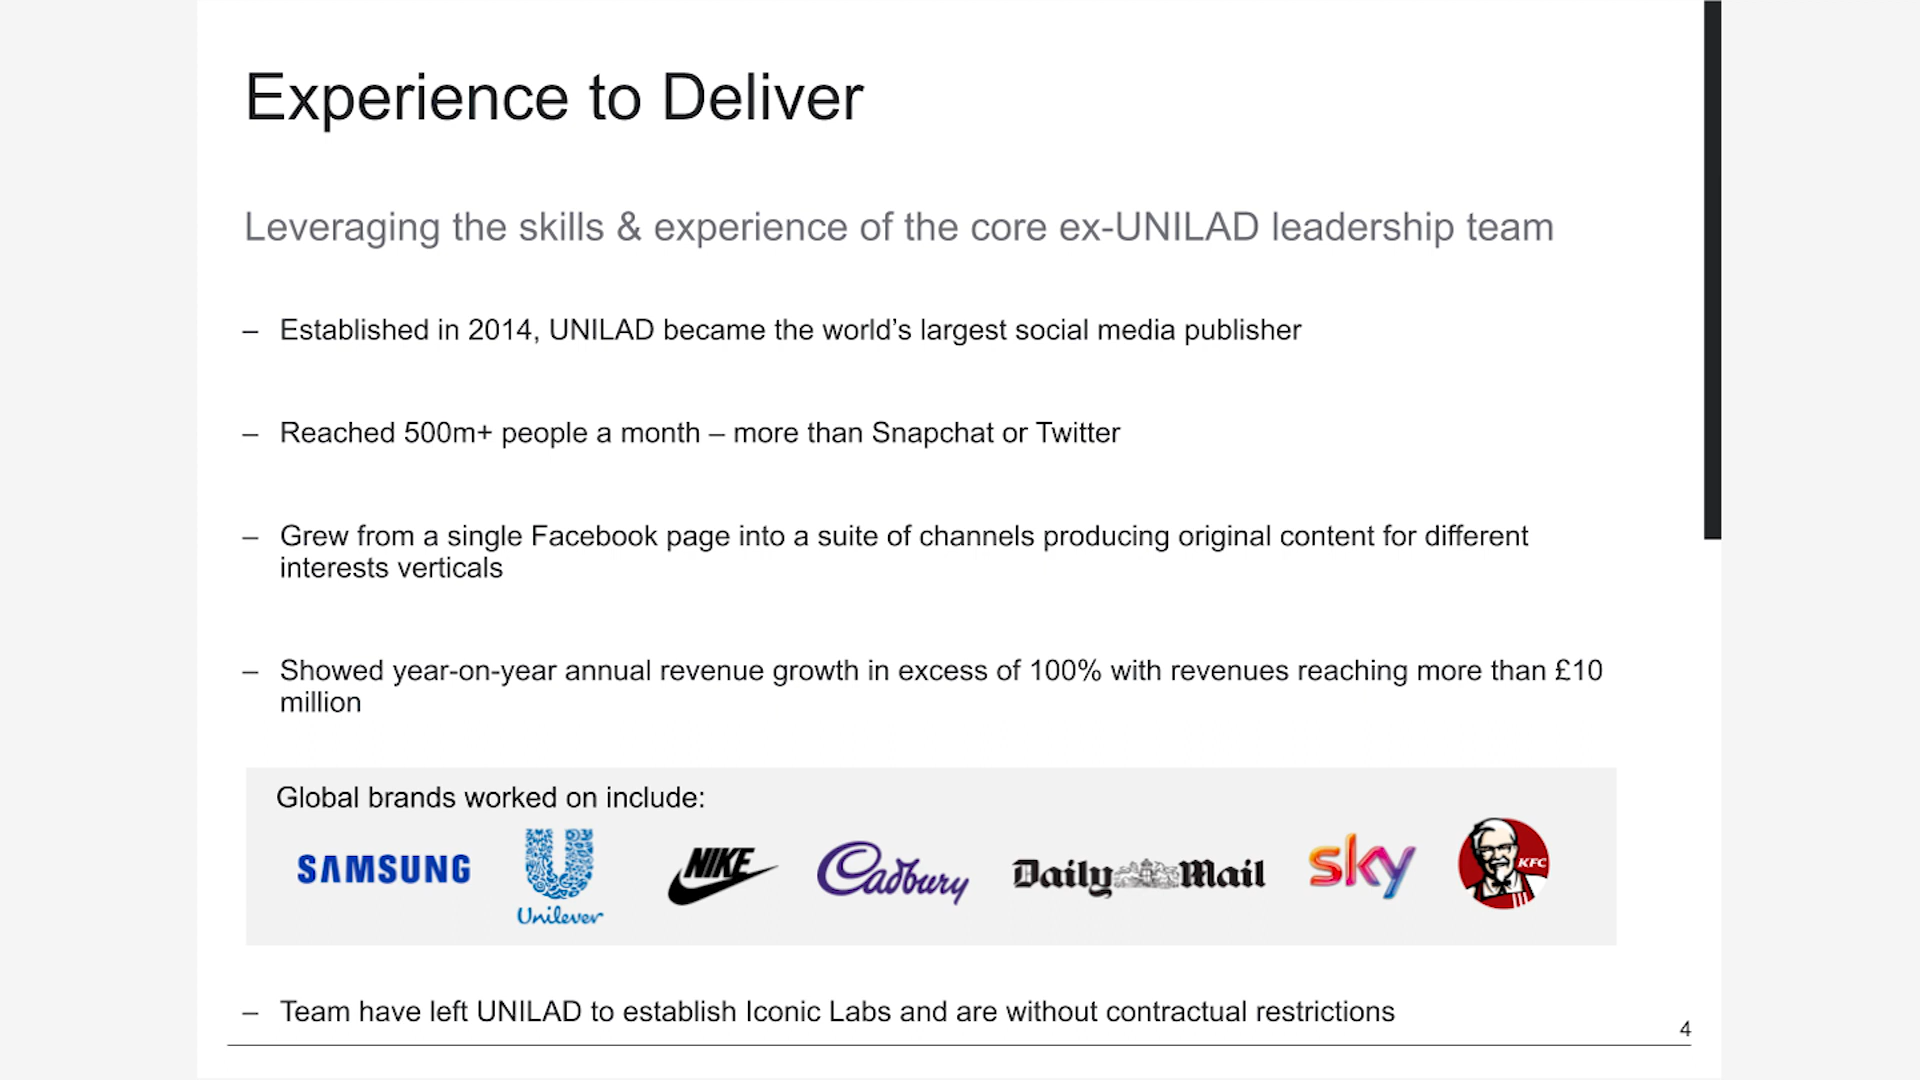 Experience to Deliver
Leveraging the skills & experience of the core ex-UNILAD leadership team
– Established in 2014, UNILAD became the world’s largest social media publisher
– Reached 500m+ people a month – more than Snapchat or Twitter
– Grew from a single Facebook page into a suite of channels producing original content for different
interests verticals
– Showed year-on-year annual revenue growth in excess of 100% with revenues reaching more than £10
million
Global brands worked on include:
SAMSUNG Unilever NIKE Cadbury Daily Mail sky KFC
– Team have left UNILAD to establish Iconic Labs and are without contractual restrictions
4